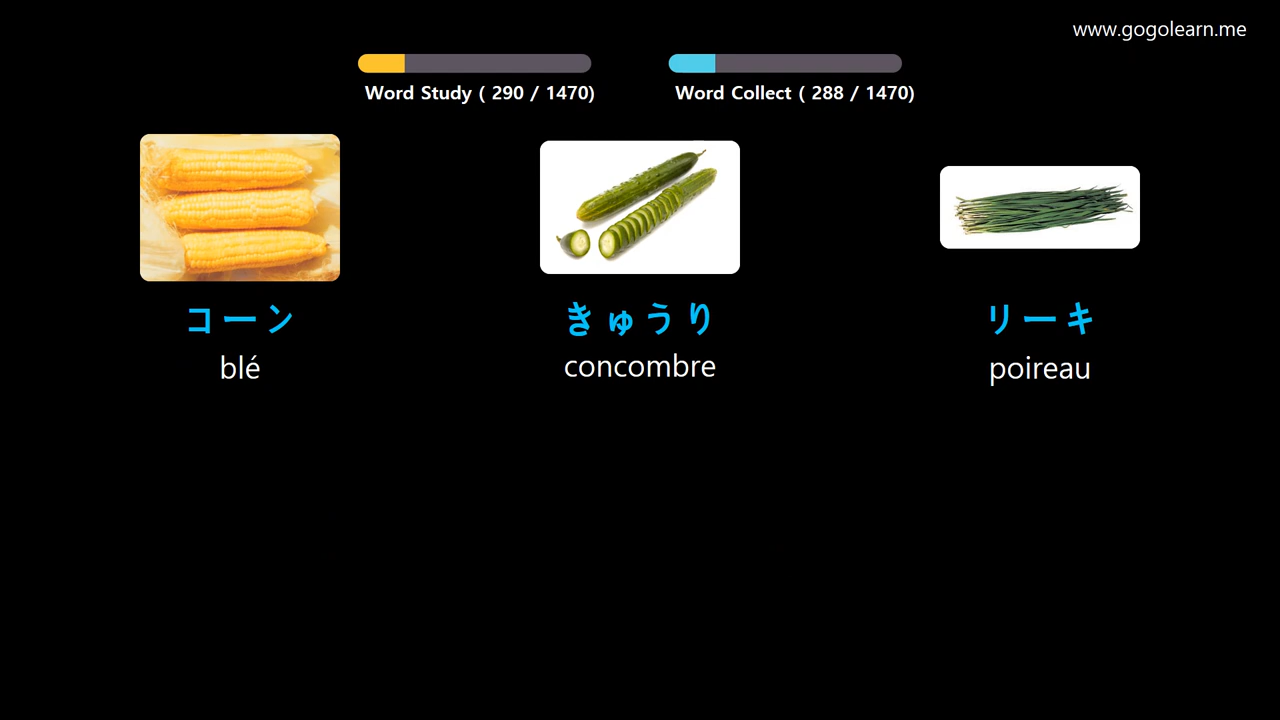 www.gogolearn.me
Word Study ( 290 / 1470)
Word Collect ( 288 / 1470)
コーン
きゅうり
リーキ
blé
concombre
poireau